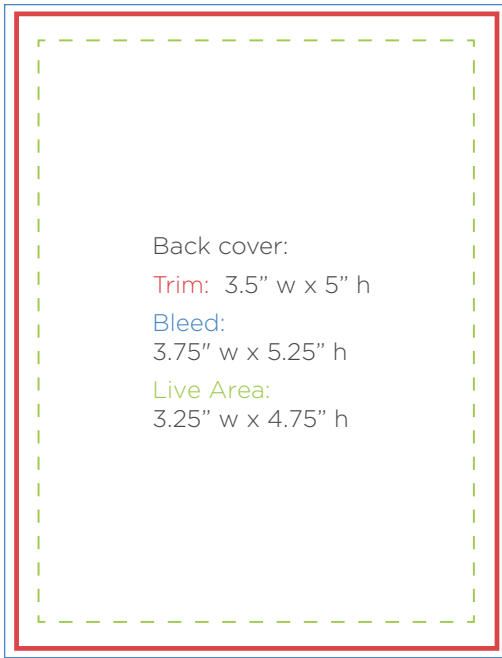 Back cover:
Trim: 3.5” w x 5” h
Bleed:
3.75" w x 5.25” h
Live Area:
3.25” w x 4.75” h